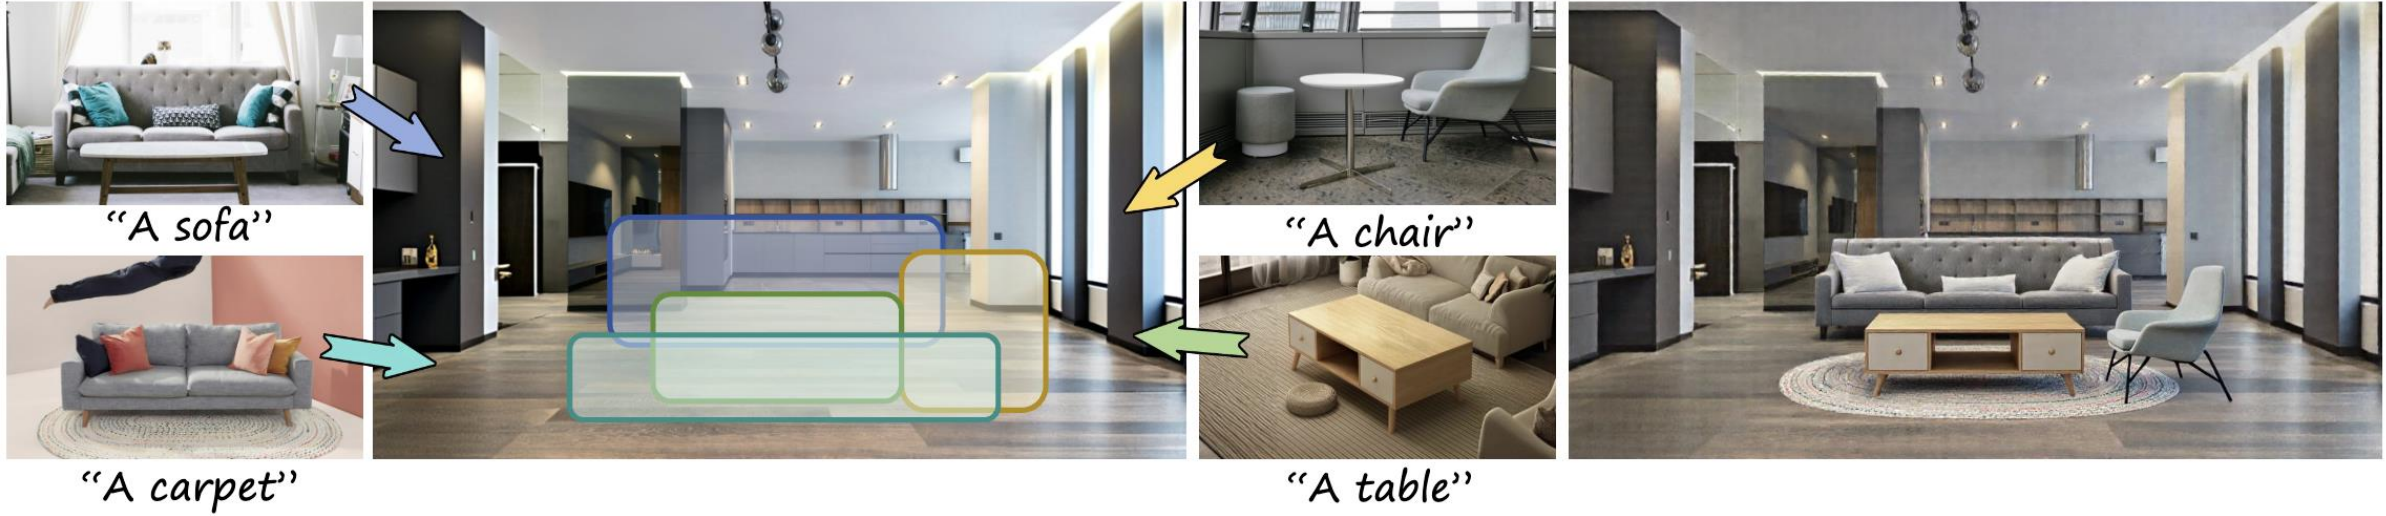 “A sofa”
“A chair”
“A carpet”
“A table”